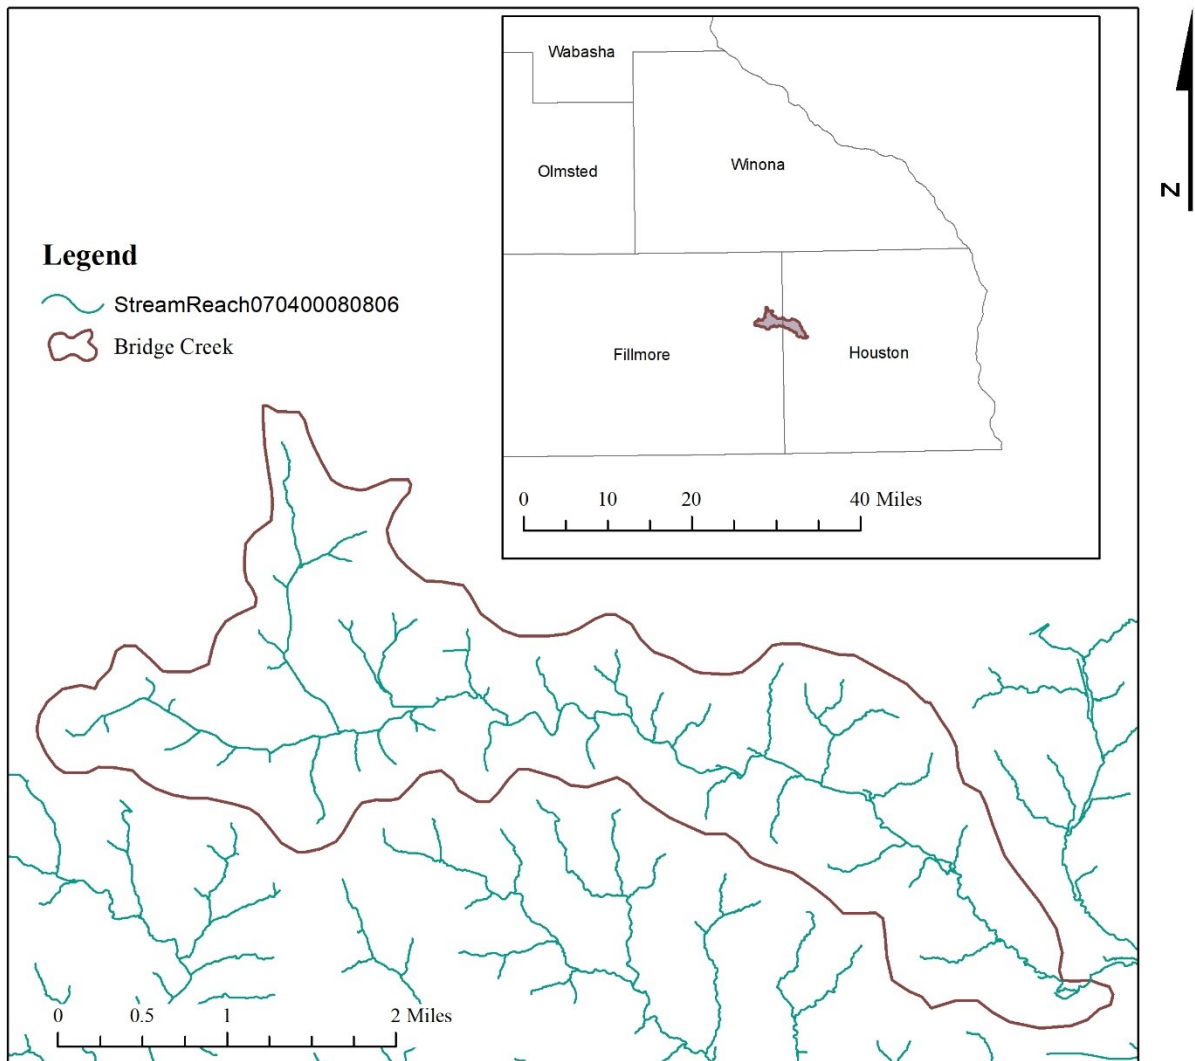 Wabasha
Olmsted
Winona
N
Legend
StreamReach070400080806
Bridge Creek
Fillmore
Houston
0 10 20 40 Miles
0 0.5 1 2 Miles